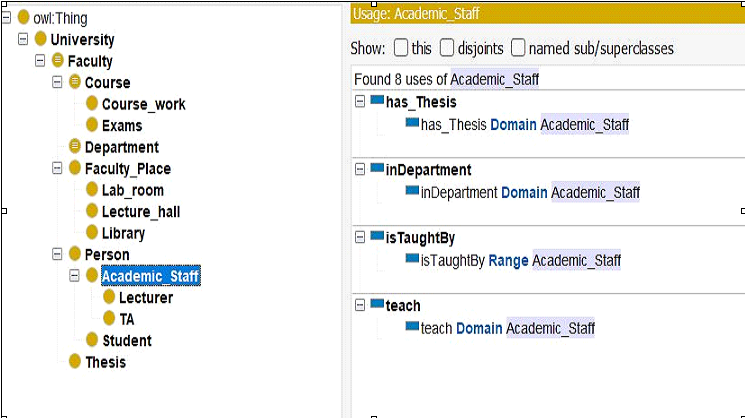 owl:Thing
University
Faculty
Course
Course_work
Exams
Department
Faculty_Place
Lab_room
Lecture_hall
Library
Person
Academic_Staff
Lecturer
TA
Student
Thesis
Usage: Academic_Staff
Show: this disjoints named sub/superclasses
Found 8 uses of Academic_Staff
has_Thesis
has_Thesis Domain Academic_Staff
inDepartment
inDepartment Domain Academic_Staff
isTaughtBy
isTaughtBy Range Academic_Staff
teach
teach Domain Academic_Staff